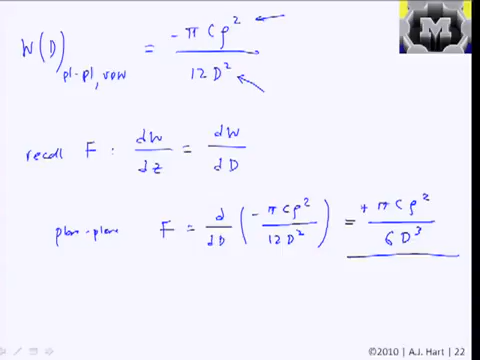 W(D) pl-pl, vdw = -πCρ² / 12D²
recall F : dW/dz = dW/dD
plane-plane F = d/dD ( -πCρ² / 12D² ) = +πCρ² / 6D³
M
©2010 | A.J. Hart | 22